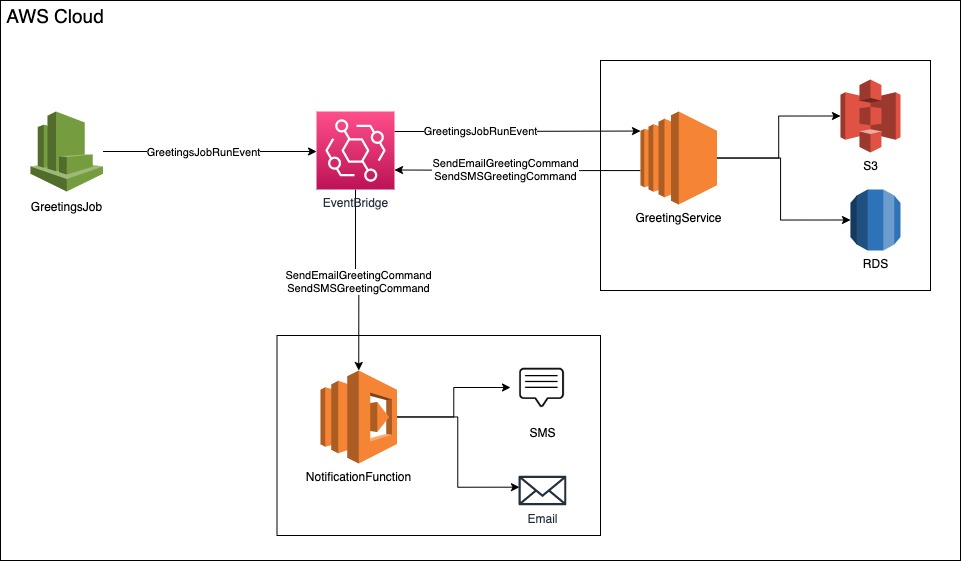 AWS Cloud
GreetingsJobRunEvent
GreetingsJobRunEvent
SendEmailGreetingCommand
SendSMSGreetingCommand
S3
GreetingsJob
EventBridge
GreetingService
RDS
SendEmailGreetingCommand
SendSMSGreetingCommand
SMS
NotificationFunction
Email